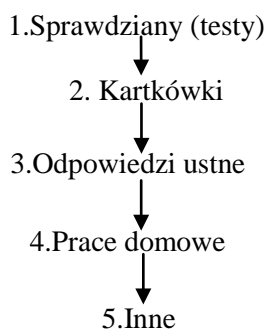 1.Sprawdziany (testy)
2. Kartkówki
3.Odpowiedzi ustne
4.Prace domowe
5.Inne